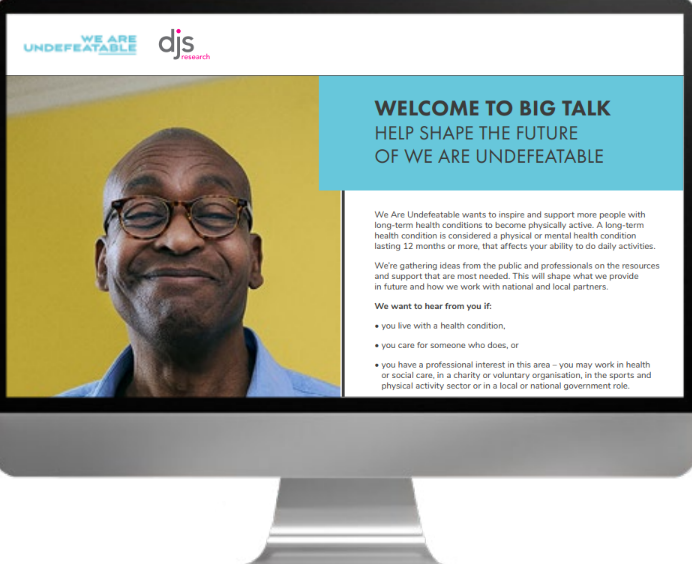 WE ARE
UNDEFEATABLE
djs
research
WELCOME TO BIG TALK
HELP SHAPE THE FUTURE
OF WE ARE UNDEFEATABLE
We Are Undefeatable wants to inspire and support more people with
long-term health conditions to become physically active. A long-term
health condition is considered a physical or mental health condition
lasting 12 months or more, that affects your ability to do daily activities.
We're gathering ideas from the public and professionals on the resources
and support that are most needed. This will shape what we provide
in future and how we work with national and local partners.
We want to hear from you if:
• you live with a health condition,
• you care for someone who does, or
• you have a professional interest in this area – you may work in health
or social care, in a charity or voluntary organisation, in the sports and
physical activity sector or in a local or national government role.